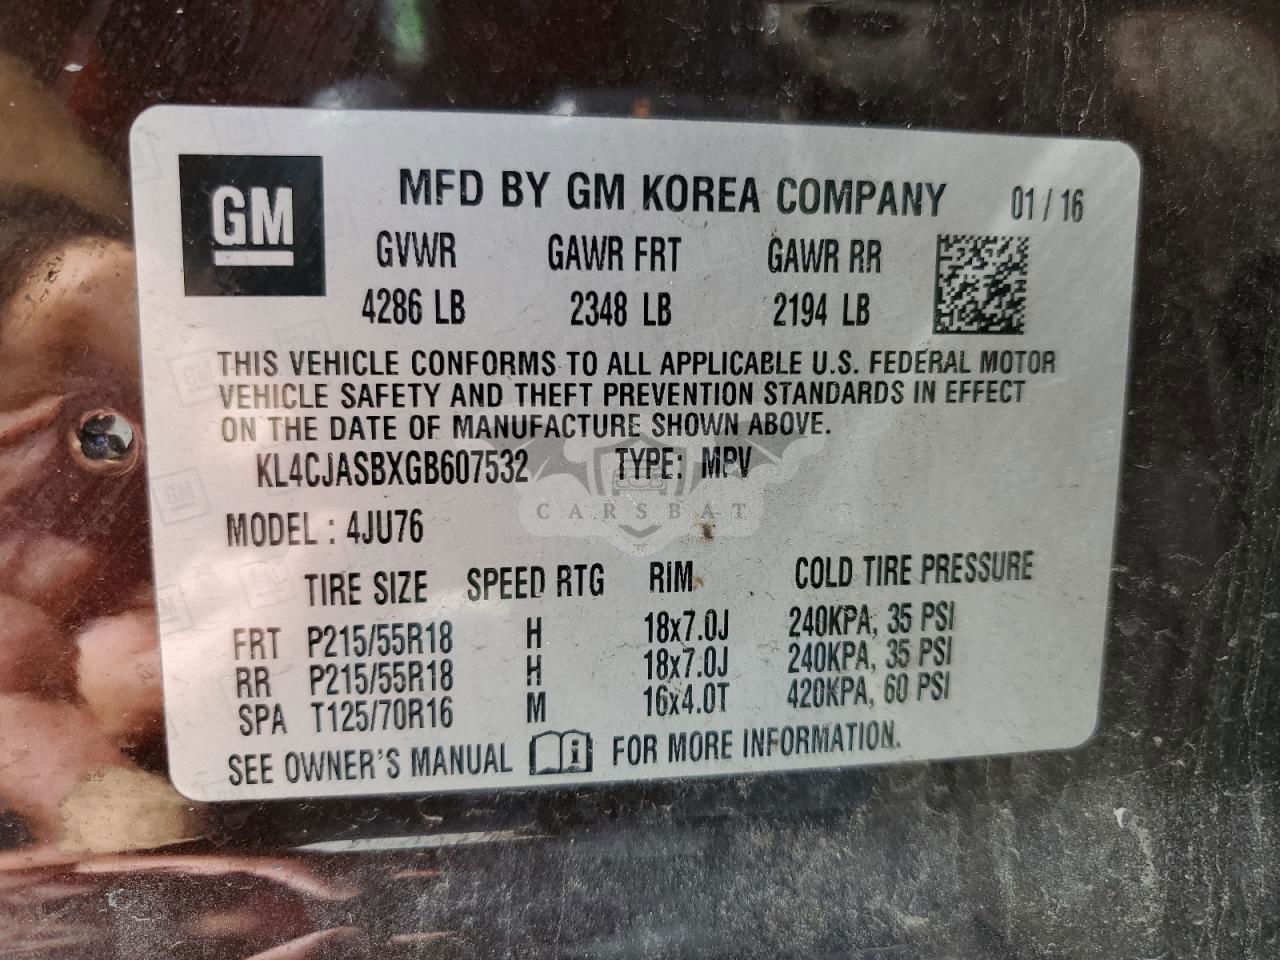 GM
MFD BY GM KOREA COMPANY 01 / 16
GVWR GAWR FRT GAWR RR
4286 LB 2348 LB 2194 LB
THIS VEHICLE CONFORMS TO ALL APPLICABLE U.S. FEDERAL MOTOR
VEHICLE SAFETY AND THEFT PREVENTION STANDARDS IN EFFECT
ON THE DATE OF MANUFACTURE SHOWN ABOVE.
KL4CJASBXGB607532 TYPE: MPV
CARSBAT
MODEL : 4JU76
TIRE SIZE SPEED RTG RIM COLD TIRE PRESSURE
FRT P215/55R18 H 18x7.0J 240KPA, 35 PSI
RR P215/55R18 H 18x7.0J 240KPA, 35 PSI
SPA T125/70R16 M 16x4.0T 420KPA, 60 PSI
SEE OWNER'S MANUAL i FOR MORE INFORMATION.